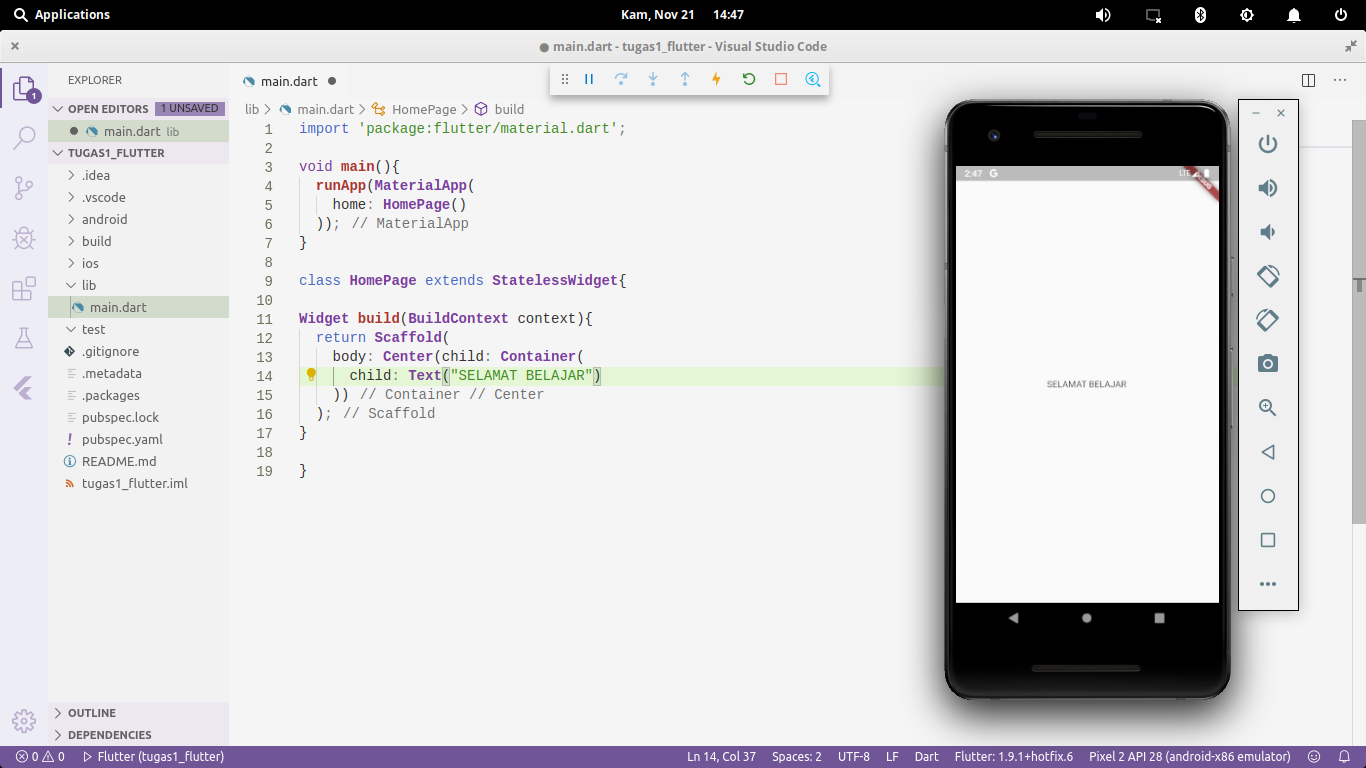 Applications
Kam, Nov 21 14:47
● main.dart - tugas1_flutter - Visual Studio Code
EXPLORER
OPEN EDITORS 1 UNSAVED
main.dart lib
TUGAS1_FLUTTER
.idea
.vscode
android
build
ios
lib
main.dart
test
.gitignore
.metadata
.packages
pubspec.lock
pubspec.yaml
README.md
tugas1_flutter.iml
OUTLINE
DEPENDENCIES
1
main.dart
lib > main.dart > HomePage > build
1 import 'package:flutter/material.dart';
2
3 void main(){
4 runApp(MaterialApp(
5 home: HomePage()
6 )); // MaterialApp
7 }
8
9 class HomePage extends StatelessWidget{
10
11 Widget build(BuildContext context){
12 return Scaffold(
13 body: Center(child: Container(
14 child: Text("SELAMAT BELAJAR")
15 )) // Container // Center
16 ); // Scaffold
17 }
18
19 }
2:47 G LTE
SELAMAT BELAJAR
0 0 Flutter (tugas1_flutter) Ln 14, Col 37 Spaces: 2 UTF-8 LF Dart Flutter: 1.9.1+hotfix.6 Pixel 2 API 28 (android-x86 emulator)